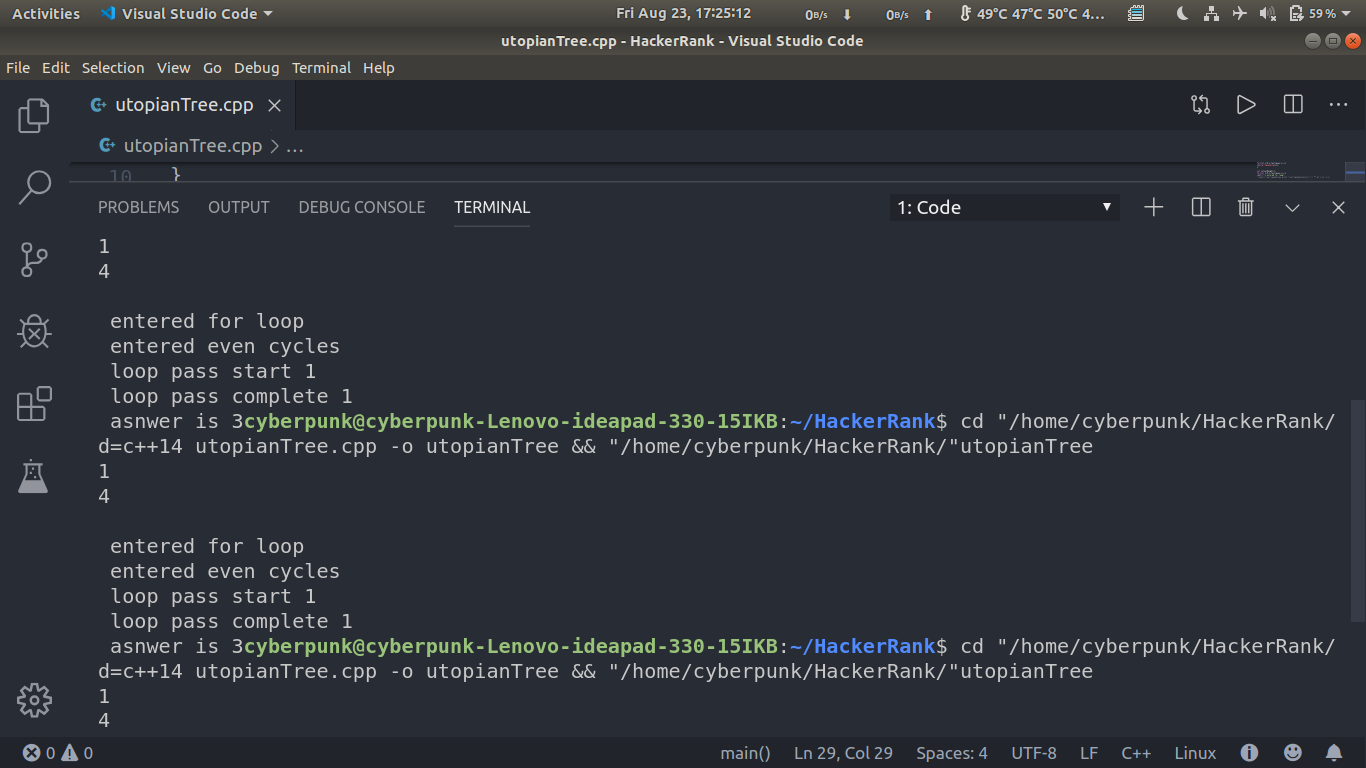 Activities Visual Studio Code Fri Aug 23, 17:25:12 0B/s 0B/s 49°C 47°C 50°C 4... 59 %
utopianTree.cpp - HackerRank - Visual Studio Code
File Edit Selection View Go Debug Terminal Help
utopianTree.cpp
utopianTree.cpp > ...
10 }
PROBLEMS OUTPUT DEBUG CONSOLE TERMINAL 1: Code
1
4
entered for loop
entered even cycles
loop pass start 1
loop pass complete 1
asnwer is 3cyberpunk@cyberpunk-Lenovo-ideapad-330-15IKB:~/HackerRank$ cd "/home/cyberpunk/HackerRank/
d=c++14 utopianTree.cpp -o utopianTree && "/home/cyberpunk/HackerRank/"utopianTree
1
4
entered for loop
entered even cycles
loop pass start 1
loop pass complete 1
asnwer is 3cyberpunk@cyberpunk-Lenovo-ideapad-330-15IKB:~/HackerRank$ cd "/home/cyberpunk/HackerRank/
d=c++14 utopianTree.cpp -o utopianTree && "/home/cyberpunk/HackerRank/"utopianTree
1
4
0 0 main() Ln 29, Col 29 Spaces: 4 UTF-8 LF C++ Linux